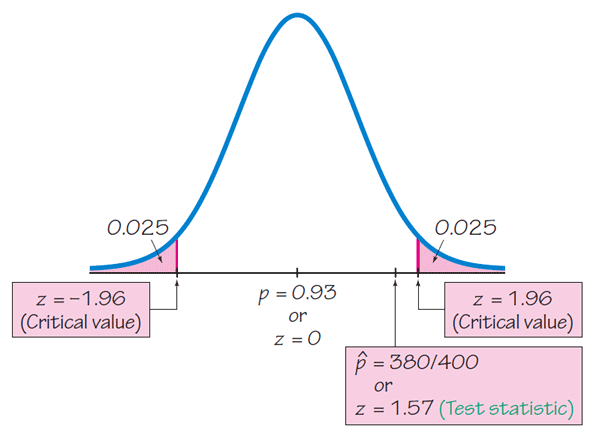 0.025
0.025
z = –1.96
(Critical value)
p = 0.93
or
z = 0
z = 1.96
(Critical value)
p̂ = 380/400
or
z = 1.57 (Test statistic)